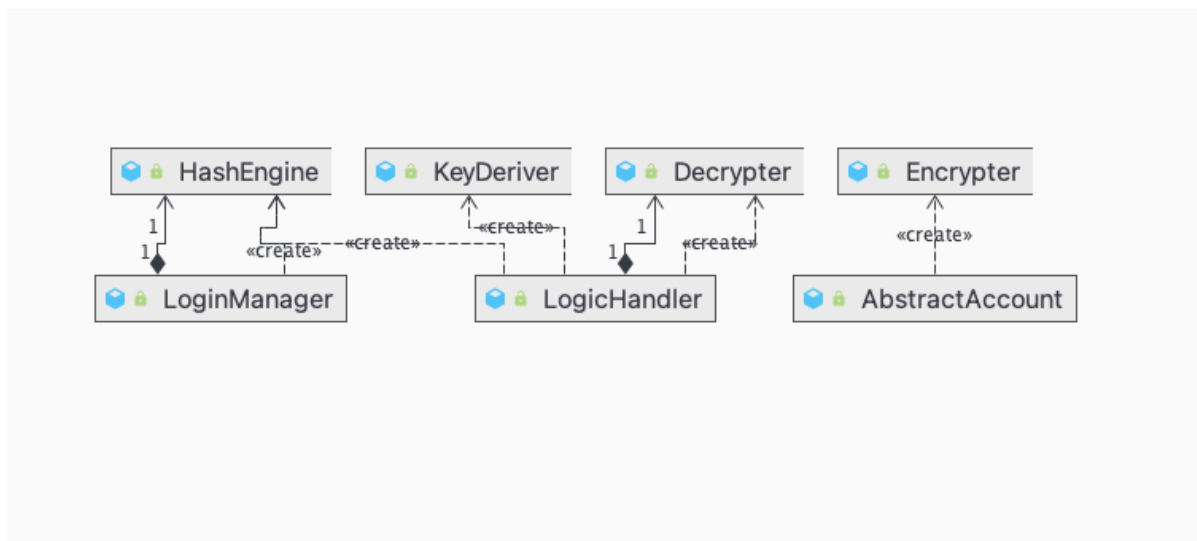 HashEngine KeyDeriver Decrypter Encrypter
1 «create» 1 «create»
1 «create» «create» 1 «create»
LoginManager LogicHandler AbstractAccount